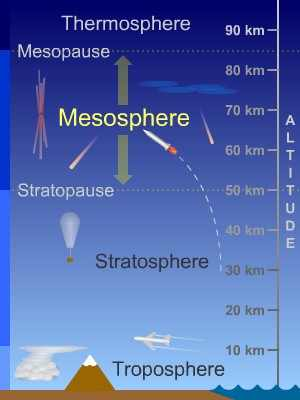 Thermosphere
90 km
Mesopause
80 km
70 km
Mesosphere
60 km
Stratopause
50 km
40 km
Stratosphere
30 km
20 km
10 km
Troposphere
ALTITUDE